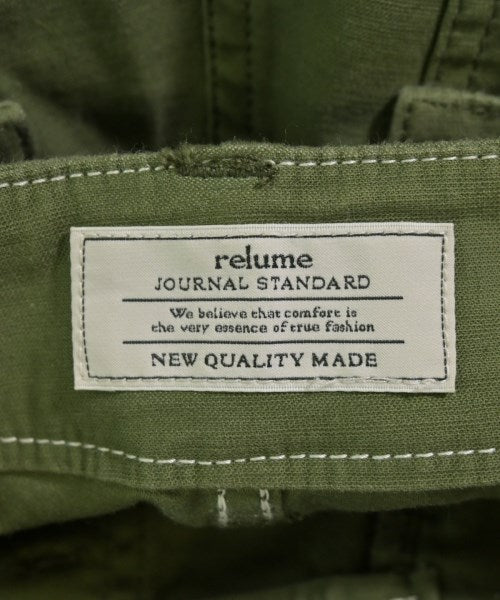 relume
JOURNAL STANDARD
We believe that comfort is
the very essence of true fashion
NEW QUALITY MADE